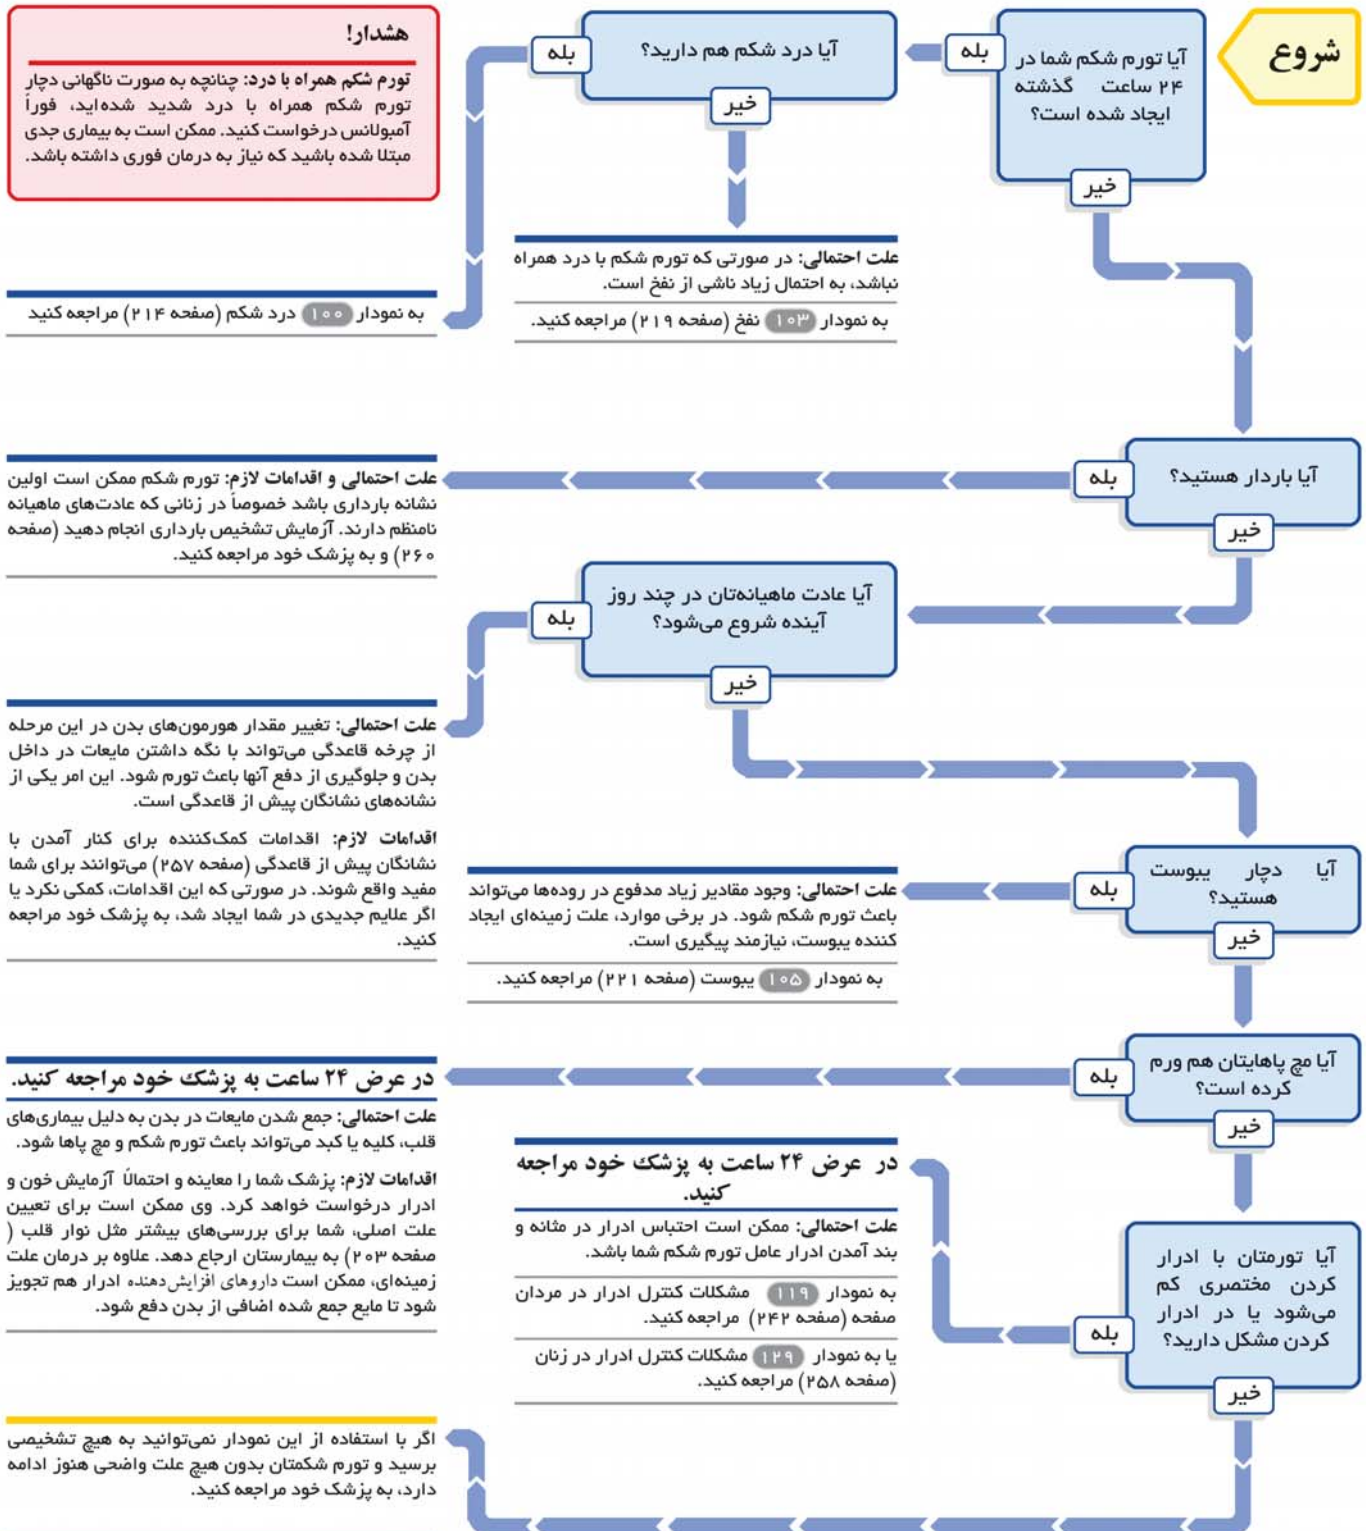 شروع
آیا تورم شکم شما در
۲۴ ساعت گذشته
ایجاد شده است؟
بله
خیر
آیا درد شکم هم دارید؟
بله
خیر
هشدار!
تورم شکم همراه با درد: چنانچه به صورت ناگهانی دچار
تورم شکم همراه با درد شدید شده‌اید، فوراً
آمبولانس درخواست کنید. ممکن است به بیماری جدی
مبتلا شده باشید که نیاز به درمان فوری داشته باشد.
علت احتمالی: در صورتی که تورم شکم با درد همراه
نباشد، به احتمال زیاد ناشی از نفخ است.
به نمودار ۱۰۳ نفخ (صفحه ۲۱۹) مراجعه کنید.
به نمودار ۱۰۰ درد شکم (صفحه ۲۱۴) مراجعه کنید
آیا باردار هستید؟
بله
خیر
علت احتمالی و اقدامات لازم: تورم شکم ممکن است اولین
نشانه بارداری باشد خصوصاً در زنانی که عادت‌های ماهیانه
نامنظم دارند. آزمایش تشخیص بارداری انجام دهید (صفحه
۲۶۰) و به پزشک خود مراجعه کنید.
آیا عادت ماهیانه‌تان در چند روز
آینده شروع می‌شود؟
بله
خیر
علت احتمالی: تغییر مقدار هورمون‌های بدن در این مرحله
از چرخه قاعدگی می‌تواند با نگه داشتن مایعات در داخل
بدن و جلوگیری از دفع آنها باعث تورم شود. این امر یکی از
نشانه‌های نشانگان پیش از قاعدگی است.
اقدامات لازم: اقدامات کمک‌کننده برای کنار آمدن با
نشانگان پیش از قاعدگی (صفحه ۲۵۷) می‌توانند برای شما
مفید واقع شوند. در صورتی که این اقدامات، کمکی نکرد یا
اگر علایم جدیدی در شما ایجاد شد، به پزشک خود مراجعه
کنید.
آیا دچار یبوست
هستید؟
بله
خیر
علت احتمالی: وجود مقادیر زیاد مدفوع در روده‌ها می‌تواند
باعث تورم شکم شود. در برخی موارد، علت زمینه‌ای ایجاد
کننده یبوست، نیازمند پیگیری است.
به نمودار ۱۰۵ یبوست (صفحه ۲۲۱) مراجعه کنید.
آیا مچ پاهایتان هم ورم
کرده است؟
بله
خیر
در عرض ۲۴ ساعت به پزشک خود مراجعه کنید.
علت احتمالی: جمع شدن مایعات در بدن به دلیل بیماری‌های
قلب، کلیه یا کبد می‌تواند باعث تورم شکم و مچ پاها شود.
اقدامات لازم: پزشک شما را معاینه و احتمالاً آزمایش خون و
ادرار درخواست خواهد کرد. وی ممکن است برای تعیین
علت اصلی، شما برای بررسی‌های بیشتر مثل نوار قلب (
صفحه ۲۰۳) به بیمارستان ارجاع دهد. علاوه بر درمان علت
زمینه‌ای، ممکن است داروهای افزایش‌دهنده ادرار هم تجویز
شود تا مایع جمع شده اضافی از بدن دفع شود.
آیا تورمتان با ادرار
کردن مختصری کم
می‌شود یا در ادرار
کردن مشکل دارید؟
بله
خیر
در عرض ۲۴ ساعت به پزشک خود مراجعه
کنید.
علت احتمالی: ممکن است احتباس ادرار در مثانه و
بند آمدن ادرار عامل تورم شکم شما باشد.
به نمودار ۱۱۹ مشکلات کنترل ادرار در مردان
صفحه (صفحه ۲۴۲) مراجعه کنید.
یا به نمودار ۱۲۹ مشکلات کنترل ادرار در زنان
(صفحه ۲۵۸) مراجعه کنید.
اگر با استفاده از این نمودار نمی‌توانید به هیچ تشخیصی
برسید و تورم شکمتان بدون هیچ علت واضحی هنوز ادامه
دارد، به پزشک خود مراجعه کنید.